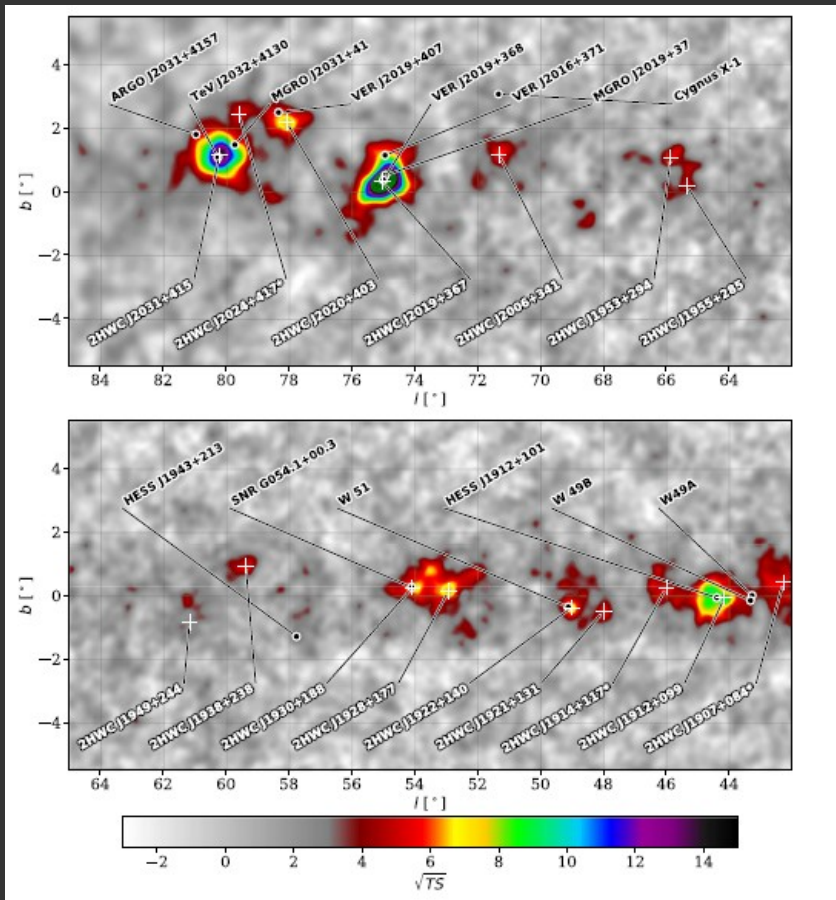 ARGO J2031+4157
TeV J2032+4130
MGRO J2031+41
VER J2019+407
VER J2019+368
VER J2016+371
MGRO J2019+37
Cygnus X-1
4
2
0
−2
−4
b [°]
2HWC J2031+415
2HWC J2024+417*
2HWC J2020+403
2HWC J2019+367
2HWC J2006+341
2HWC J1953+294
2HWC J1955+285
84 82 80 78 76 74 72 70 68 66 64
l [°]
HESS J1943+213
SNR G054.1+00.3
W 51
HESS J1912+101
W 49B
W49A
4
2
0
−2
−4
b [°]
2HWC J1949+244
2HWC J1938+238
2HWC J1930+188
2HWC J1928+177
2HWC J1922+140
2HWC J1921+131
2HWC J1914+117*
2HWC J1912+099
2HWC J1907+084*
64 62 60 58 56 54 52 50 48 46 44
l [°]
−2 0 2 4 6 8 10 12 14
√TS